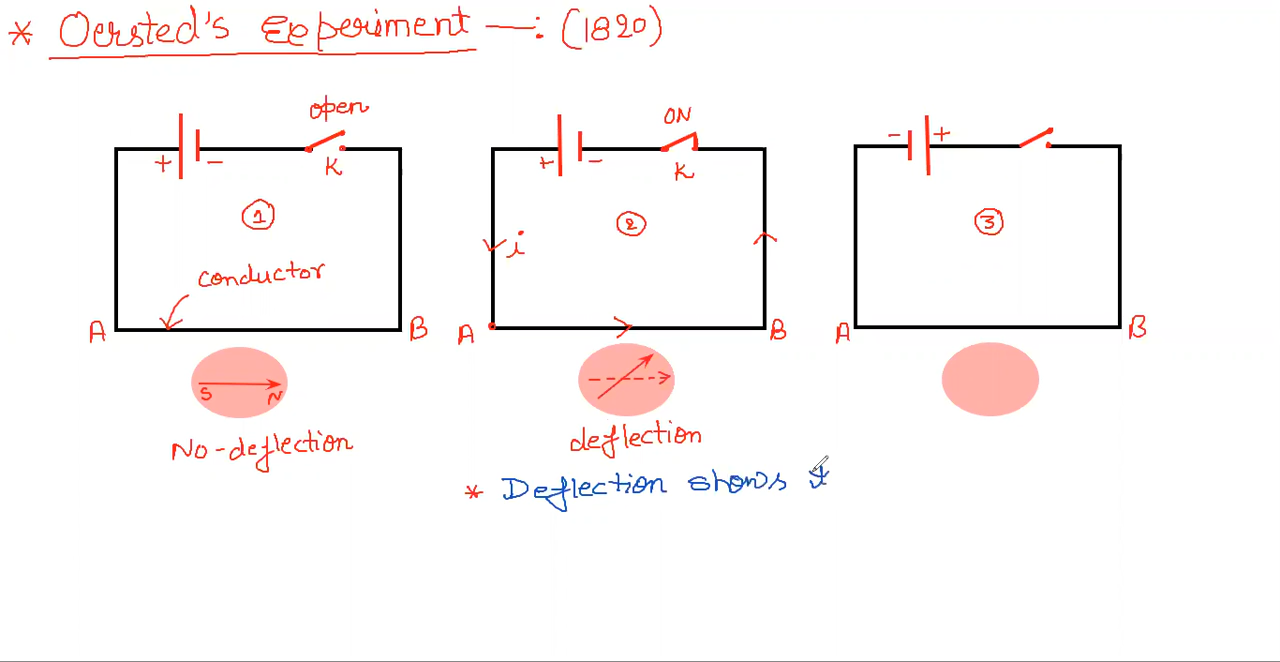 * Oersted's Experiment —: (1820)
open
+ - K
1
conductor
A B
S N
No-deflection
ON
+ - K
2
i
A B
deflection
- +
3
A B
* Deflection shows